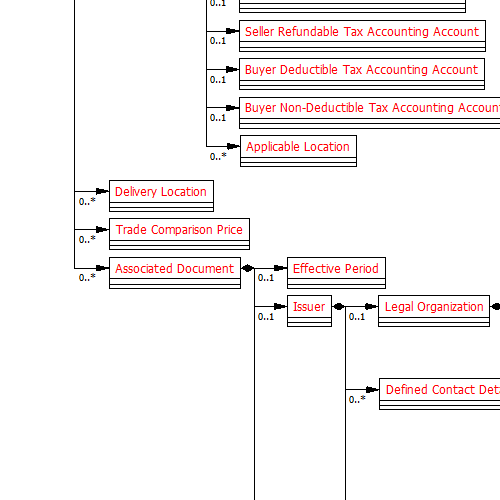 0..1
Seller Refundable Tax Accounting Account
0..1
Buyer Deductible Tax Accounting Account
0..1
Buyer Non-Deductible Tax Accounting Accoun
0..1
Applicable Location
0..*
Delivery Location
0..*
Trade Comparison Price
0..*
Associated Document
0..*
Effective Period
0..1
Issuer
0..1
Legal Organization
0..1
Defined Contact Det
0..*